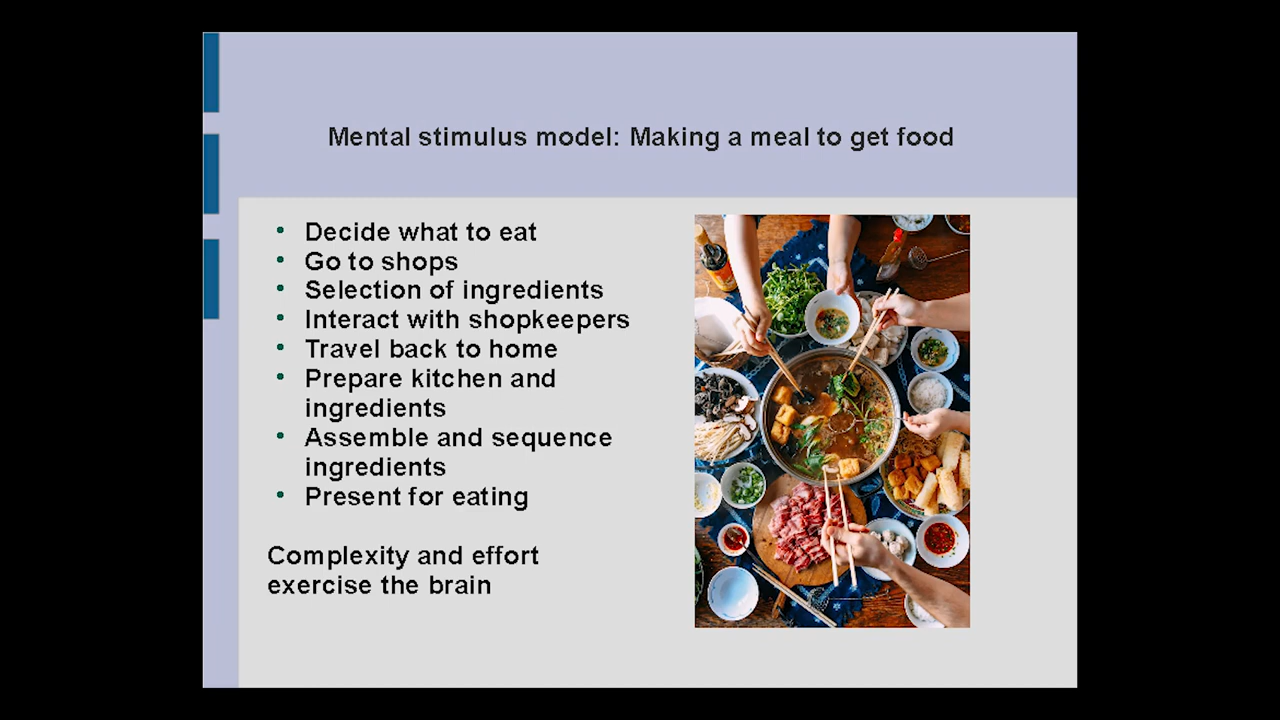 Mental stimulus model: Making a meal to get food
• Decide what to eat
• Go to shops
• Selection of ingredients
• Interact with shopkeepers
• Travel back to home
• Prepare kitchen and
ingredients
• Assemble and sequence
ingredients
• Present for eating
Complexity and effort
exercise the brain